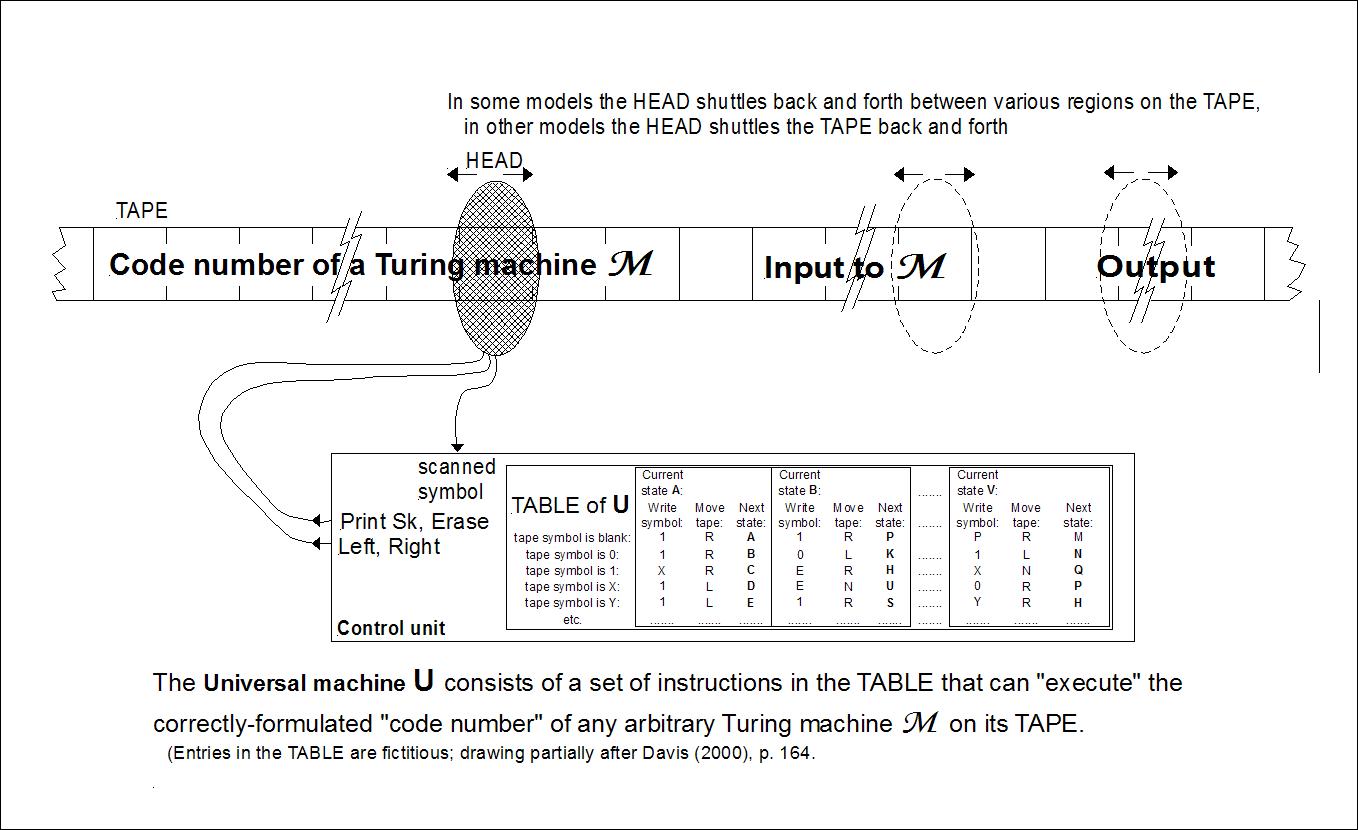 In some models the HEAD shuttles back and forth between various regions on the TAPE,
in other models the HEAD shuttles the TAPE back and forth
HEAD
TAPE
Code number of a Turing machine ℳ
Input to ℳ
Output
scanned
symbol
Print Sk, Erase
Left, Right
Control unit
TABLE of U
Current state A: Current state B: ....... Current state V:
Write symbol: Move tape: Next state: Write symbol: Move tape: Next state: ....... Write symbol: Move tape: Next state:
tape symbol is blank: 1 R A 1 R P ....... P R M
tape symbol is 0: 1 R B 0 L K ....... 1 L N
tape symbol is 1: X R C E R H ....... X N Q
tape symbol is X: 1 L D E N U ....... 0 R P
tape symbol is Y: 1 L E 1 R S ....... Y R H
etc. ....... ....... ....... ....... ....... ....... ....... ....... ....... .......
The Universal machine U consists of a set of instructions in the TABLE that can "execute" the
correctly-formulated "code number" of any arbitrary Turing machine ℳ on its TAPE.
(Entries in the TABLE are fictitious; drawing partially after Davis (2000), p. 164.